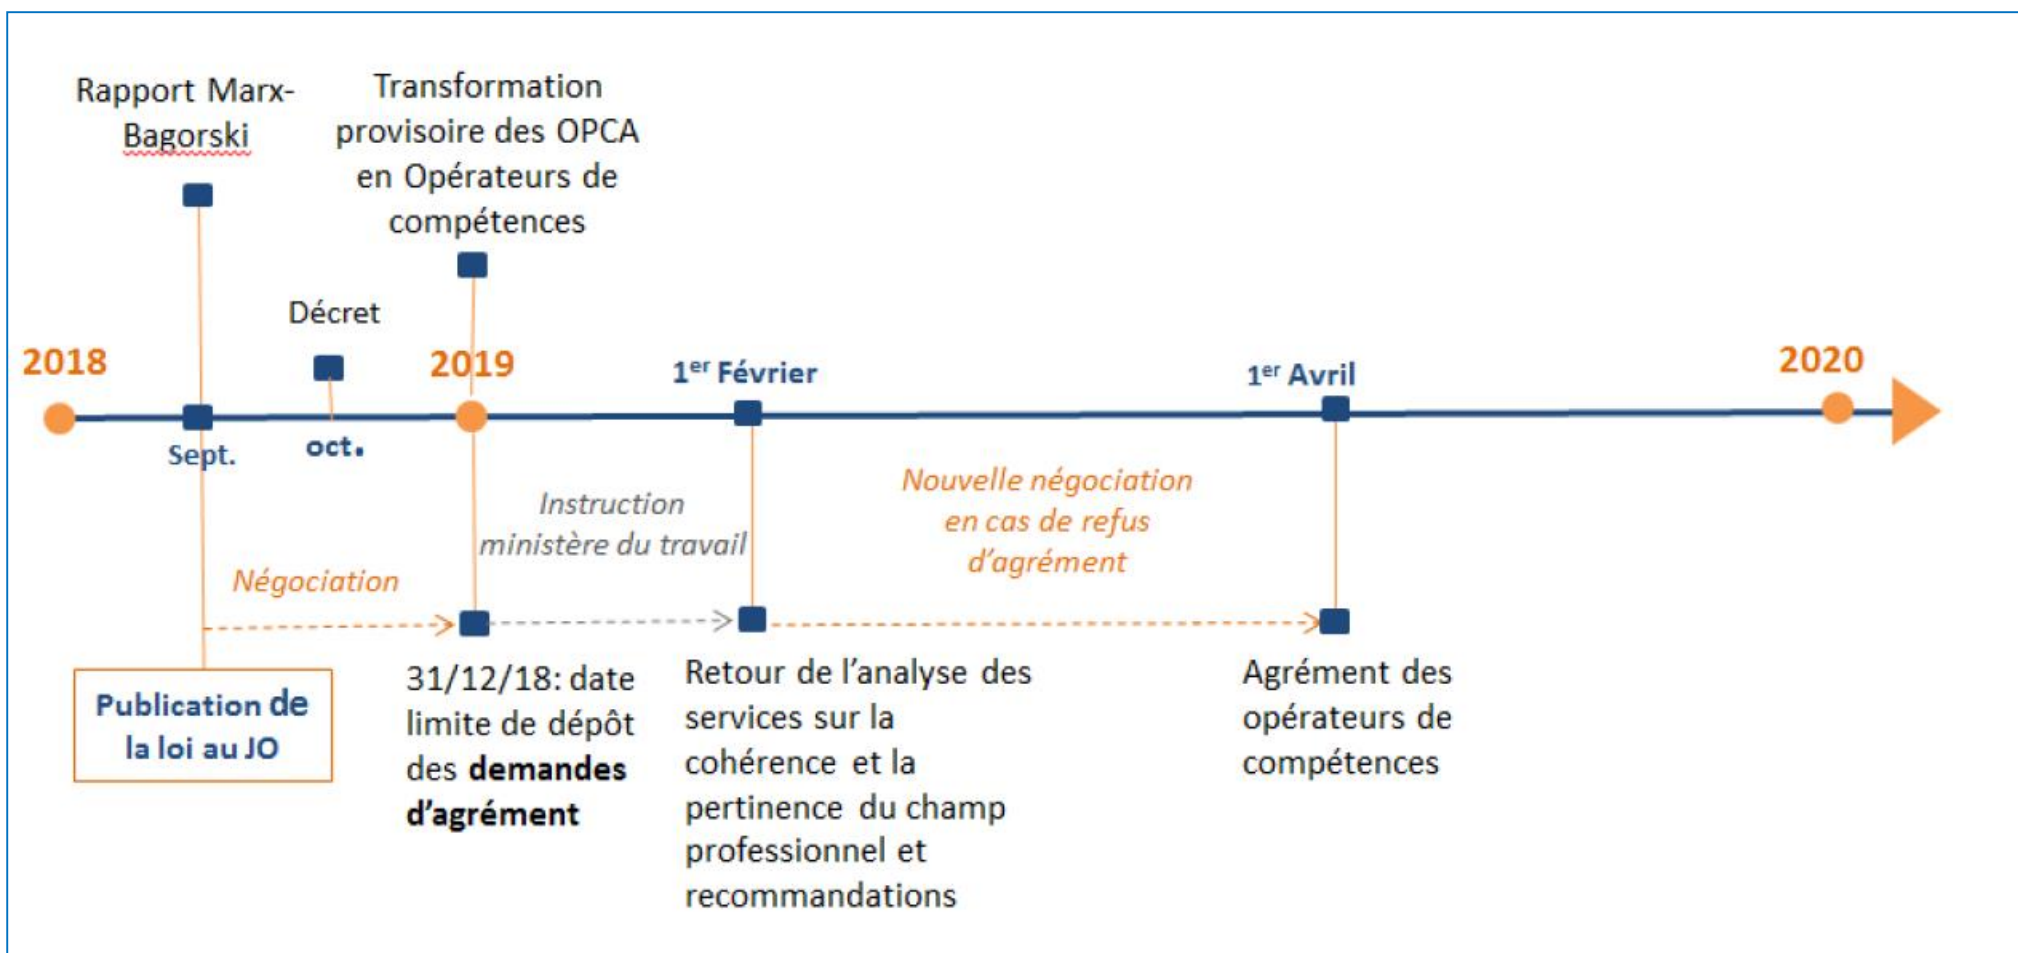 Rapport Marx-
Bagorski
Transformation
provisoire des OPCA
en Opérateurs de
compétences
Décret
2018
2019
1er Février
1er Avril
2020
Sept.
oct.
Négociation
Instruction
ministère du travail
Nouvelle négociation
en cas de refus
d’agrément
Publication de
la loi au JO
31/12/18: date
limite de dépôt
des demandes
d’agrément
Retour de l’analyse des
services sur la
cohérence et la
pertinence du champ
professionnel et
recommandations
Agrément des
opérateurs de
compétences